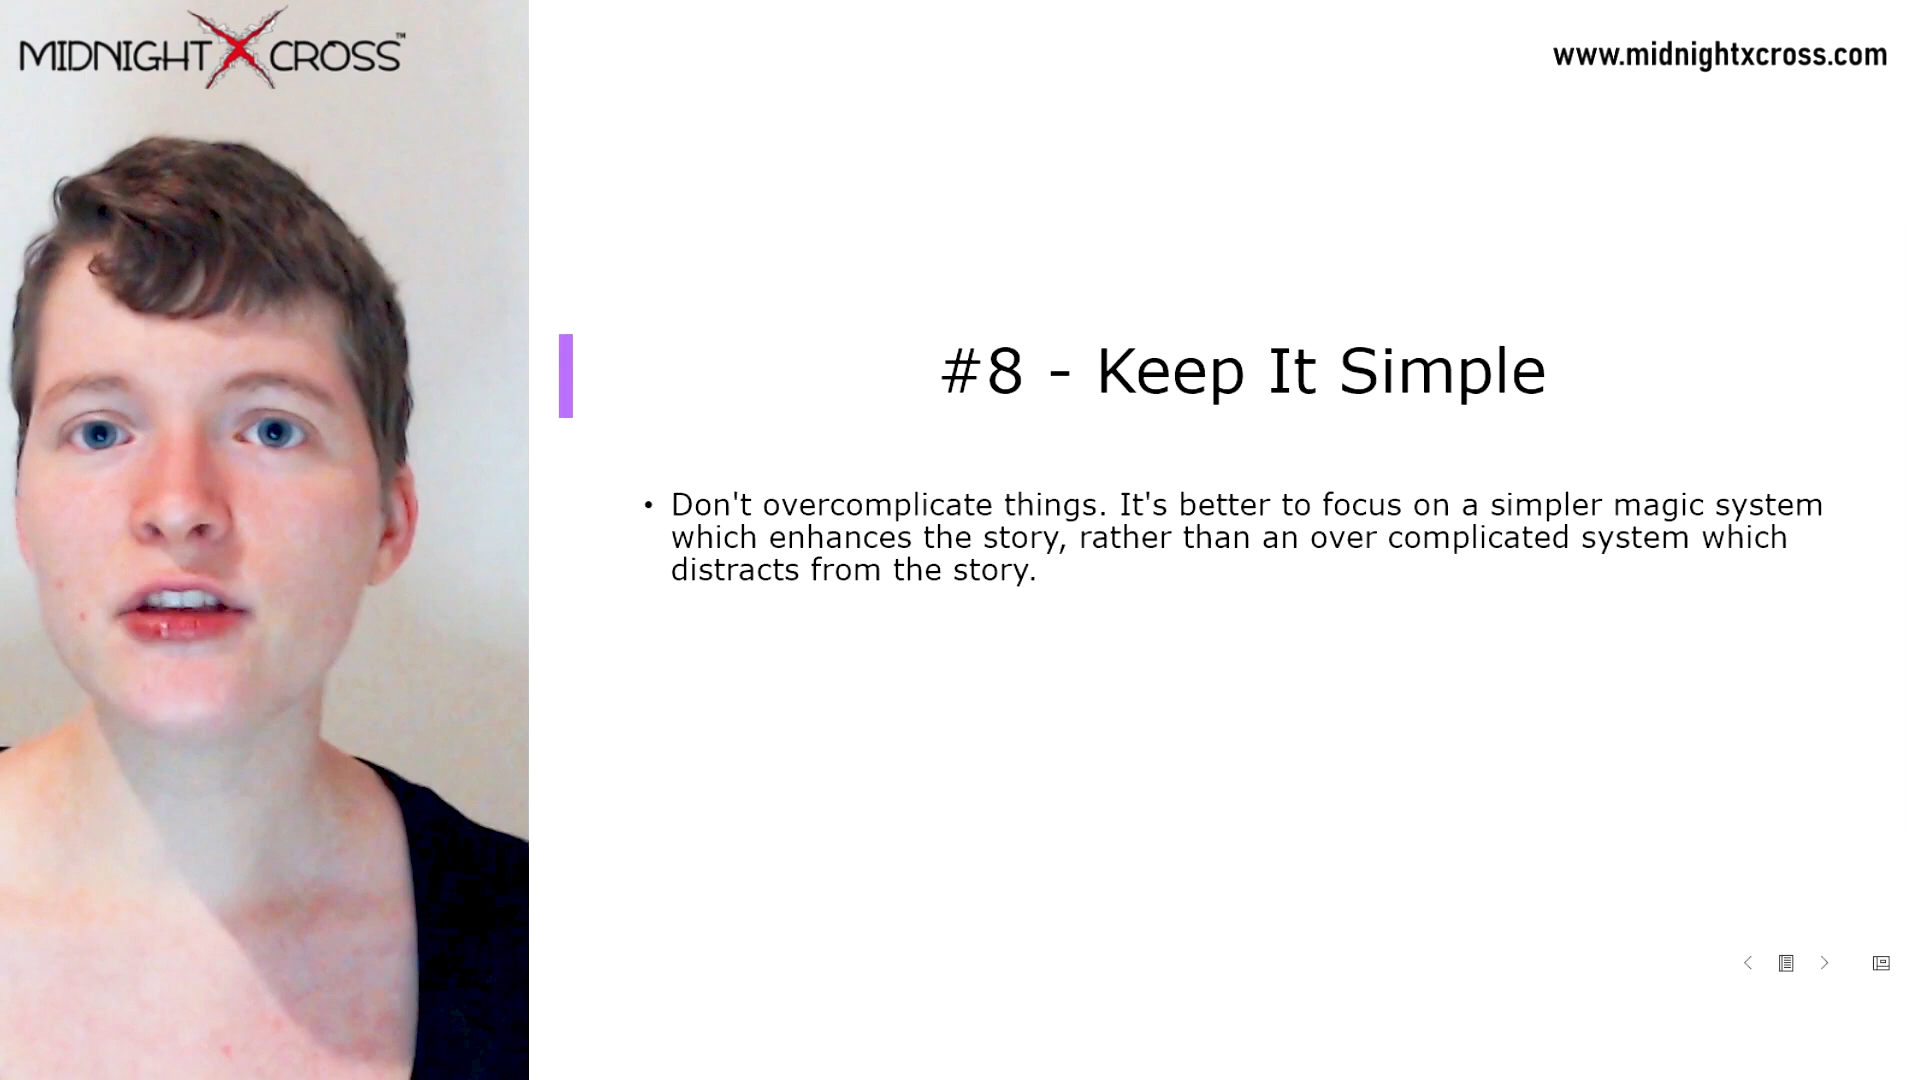 MIDNIGHT X CROSS™
www.midnightxcross.com
#8 - Keep It Simple
• Don't overcomplicate things. It's better to focus on a simpler magic system
which enhances the story, rather than an over complicated system which
distracts from the story.